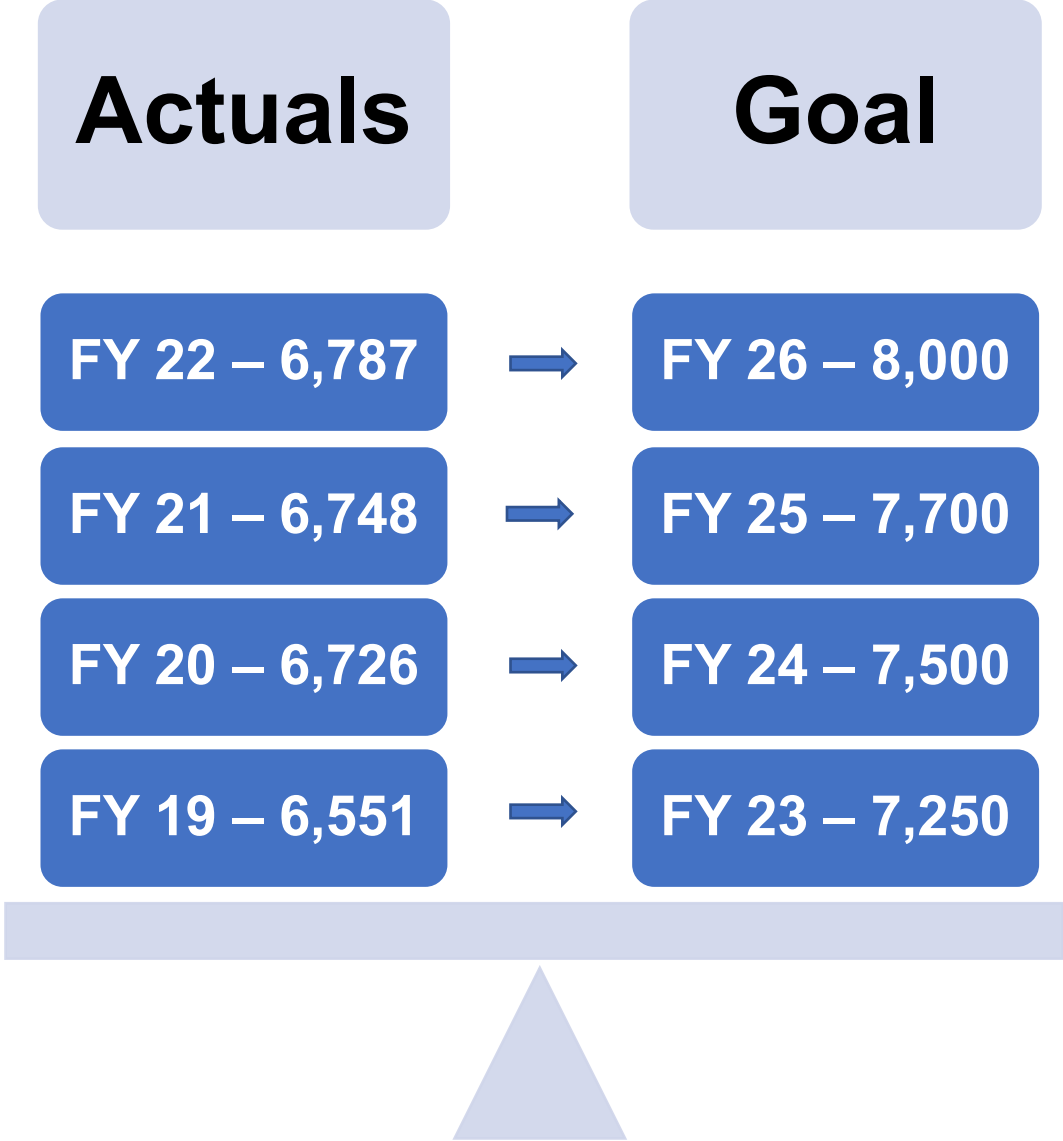 Actuals
Goal
FY 22 – 6,787
FY 26 – 8,000
FY 21 – 6,748
FY 25 – 7,700
FY 20 – 6,726
FY 24 – 7,500
FY 19 – 6,551
FY 23 – 7,250